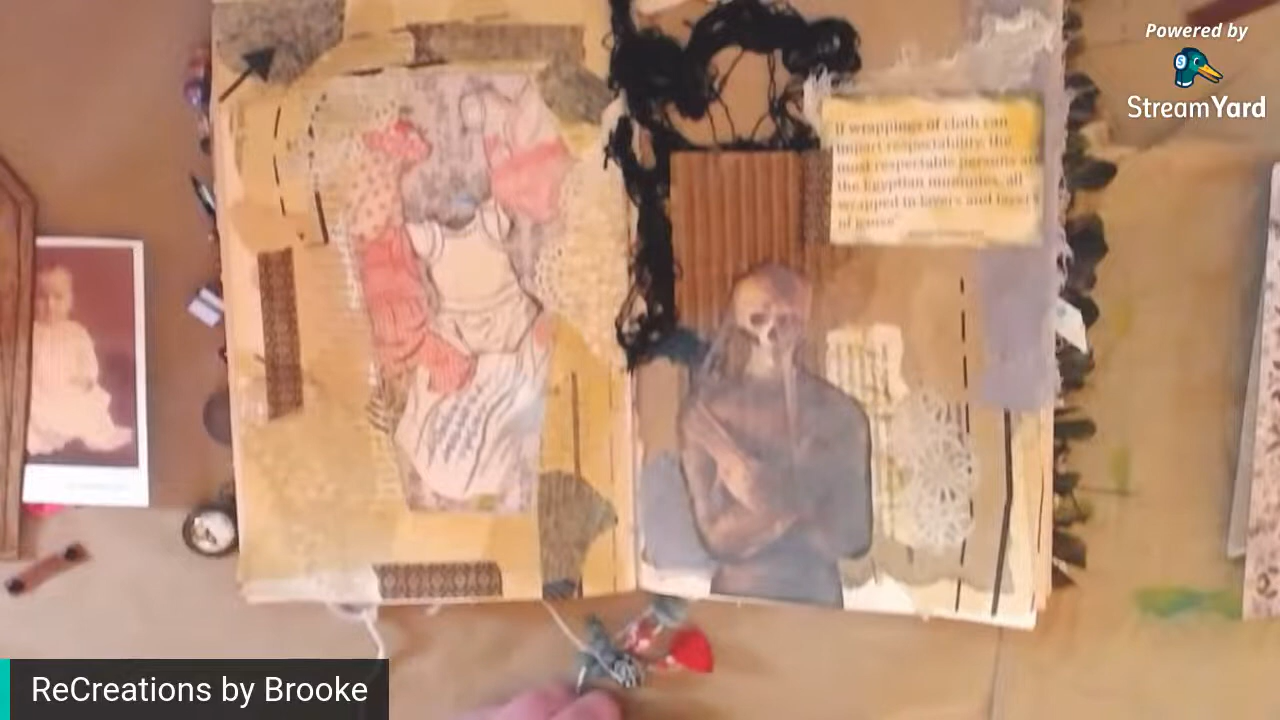 Powered by
StreamYard
If wrappings of cloth can
impart respectability, the
most respectable persons are
the Egyptian mummies, all
wrapped in layers and layers
of gauze"
ReCreations by Brooke